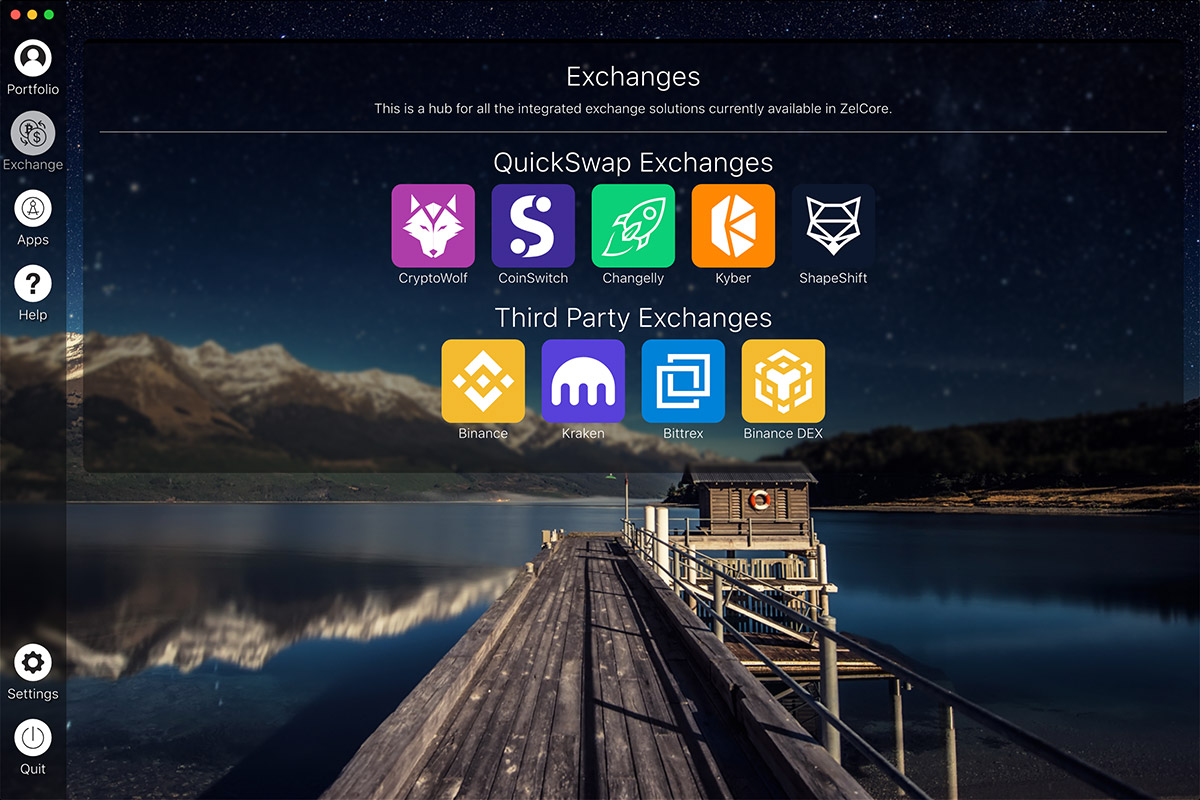 Portfolio
Exchange
Apps
Help
Settings
Quit
Exchanges
This is a hub for all the integrated exchange solutions currently available in ZelCore.
QuickSwap Exchanges
CryptoWolf CoinSwitch Changelly Kyber ShapeShift
Third Party Exchanges
Binance Kraken Bittrex Binance DEX